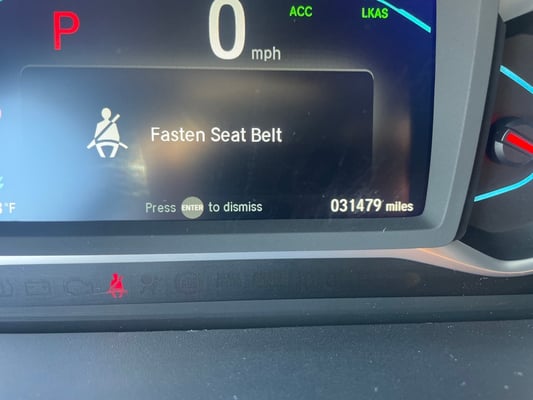 P
0
mph
ACC
LKAS
Fasten Seat Belt
Press ENTER to dismiss
031479 miles
°F